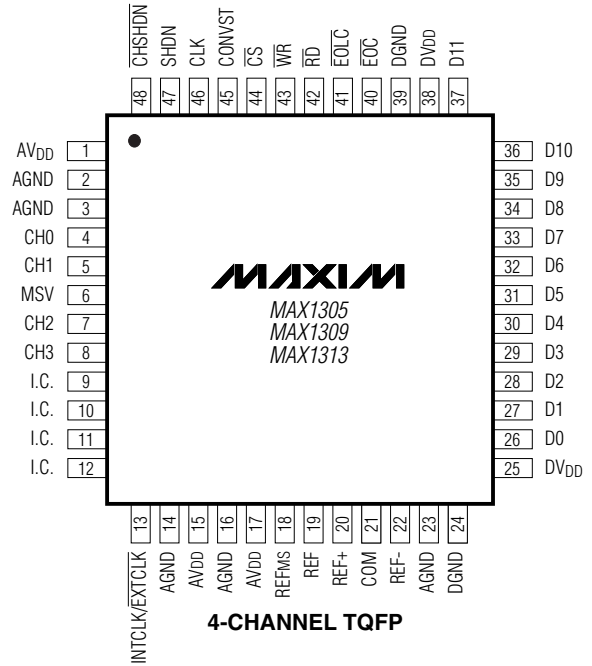 CHSHDN
SHDN
CLK
CONVST
CS
WR
RD
EOLC
EOC
DGND
DVDD
D11
48
47
46
45
44
43
42
41
40
39
38
37
AVDD 1
AGND 2
AGND 3
CH0 4
CH1 5
MSV 6
CH2 7
CH3 8
I.C. 9
I.C. 10
I.C. 11
I.C. 12
MAXIM
MAX1305
MAX1309
MAX1313
36 D10
35 D9
34 D8
33 D7
32 D6
31 D5
30 D4
29 D3
28 D2
27 D1
26 D0
25 DVDD
13
14
15
16
17
18
19
20
21
22
23
24
INTCLK/EXTCLK
AGND
AVDD
AGND
AVDD
REFMS
REF
REF+
COM
REF-
AGND
DGND
4-CHANNEL TQFP